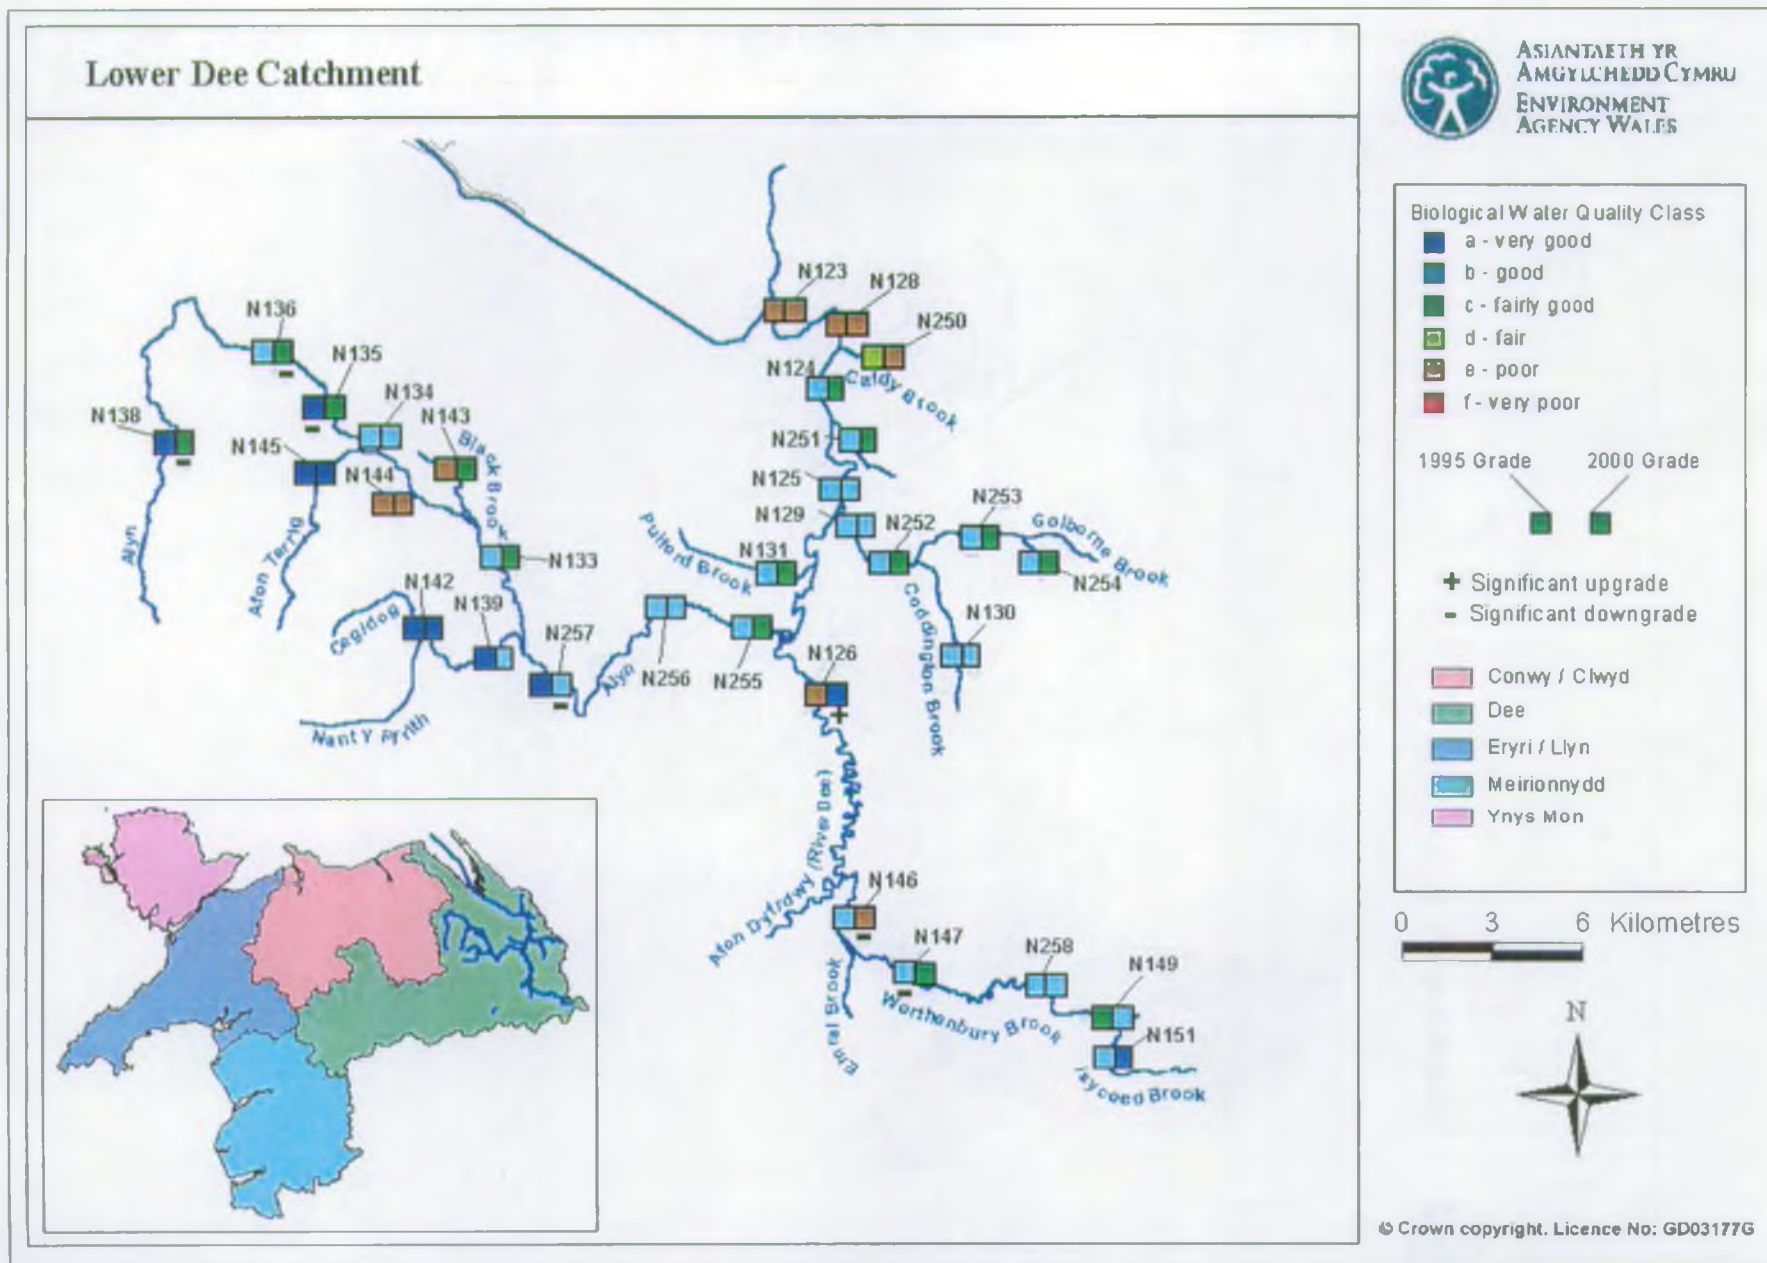 Lower Dee Catchment
ASIANTAETH YR
AMGYLCHEDD CYMRU
ENVIRONMENT
AGENCY WALES
Biological Water Quality Class
a - very good
b - good
c - fairly good
d - fair
e - poor
f - very poor
1995 Grade
2000 Grade
+ Significant upgrade
- Significant downgrade
Conwy / Clwyd
Dee
Eryri / Llyn
Meirionnydd
Ynys Mon
0 3 6 Kilometres
N
© Crown copyright. Licence No: GD03177G
N123
N128
N250
N136
N135
N124
Caldy Brook
N134
N143
N138
N145
N144
Black Brook
N251
N125
N253
N129
N252
Golborne Brook
Alyn
Afon Terrig
Pulford Brook
N131
N254
N133
N142
N139
Cegidog
N257
N130
Coddington Brook
Alyn
N256
N255
N126
Nant Y Ffrith
Afon Dyfrdwy (River Dee)
N146
N147
N258
N149
Emral Brook
Worthenbury Brook
N151
Iscyoed Brook